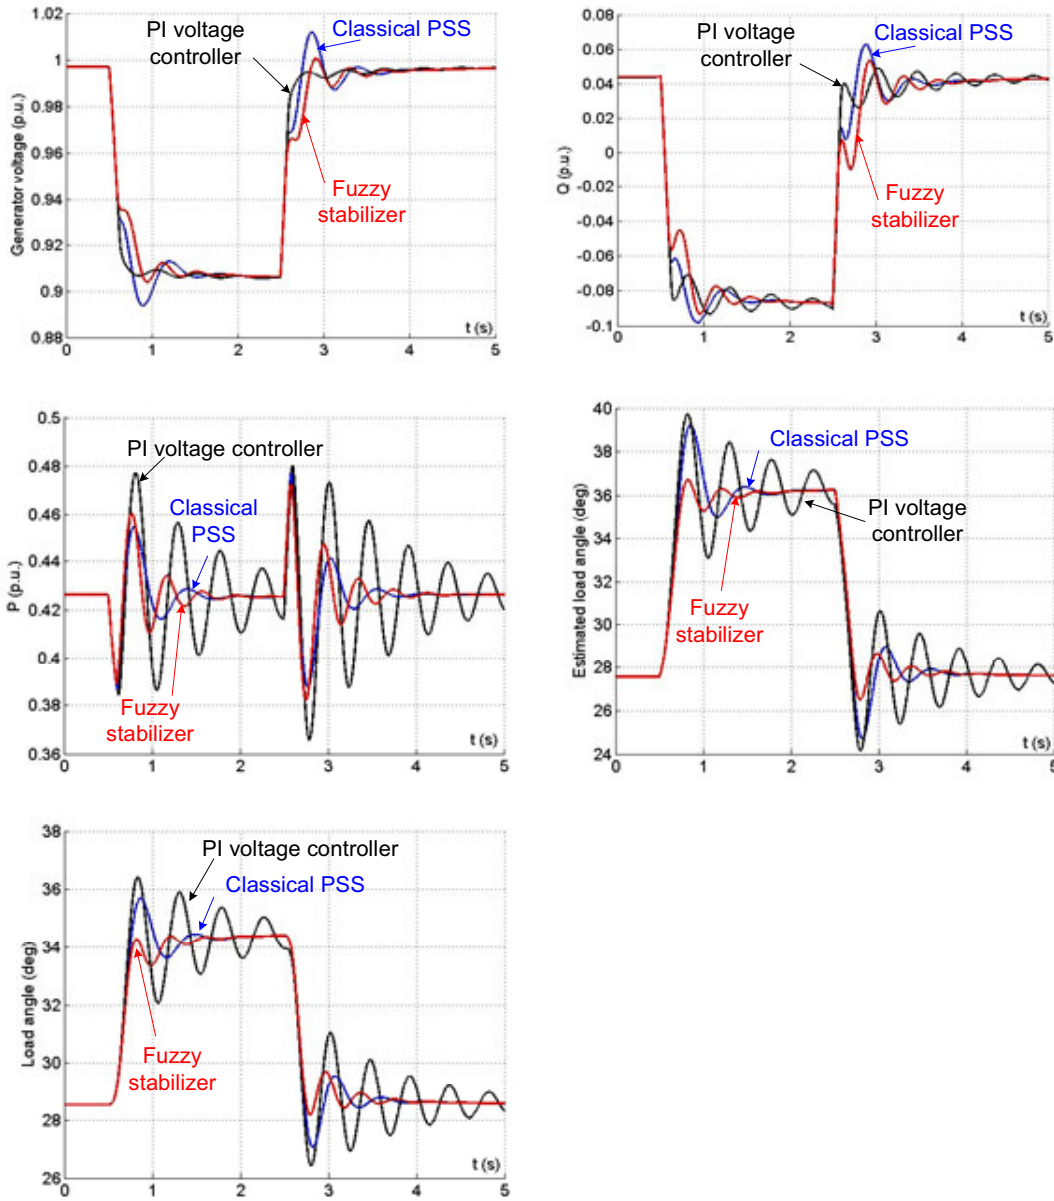 Generator voltage (p.u.)
1.02
1
0.98
0.96
0.94
0.92
0.9
0.88
PI voltage
controller
Classical PSS
Fuzzy
stabilizer
t (s)
0 1 2 3 4 5
Q (p.u.)
0.08
0.06
0.04
0.02
0
-0.02
-0.04
-0.06
-0.08
-0.1
PI voltage
controller
Classical PSS
Fuzzy
stabilizer
t (s)
0 1 2 3 4 5
P (p.u.)
0.5
0.48
0.46
0.44
0.42
0.4
0.38
0.36
PI voltage controller
Classical
PSS
Fuzzy
stabilizer
t (s)
0 1 2 3 4 5
Estimated load angle (deg)
40
38
36
34
32
30
28
26
24
Classical PSS
PI voltage
controller
Fuzzy
stabilizer
t (s)
0 1 2 3 4 5
Load angle (deg)
38
36
34
32
30
28
26
PI voltage controller
Classical PSS
Fuzzy
stabilizer
t (s)
0 1 2 3 4 5